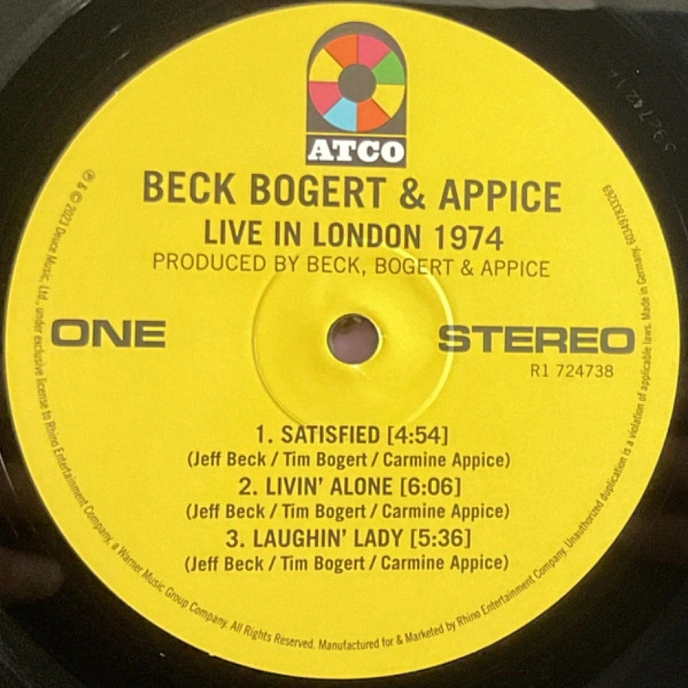 ATCO
BECK BOGERT & APPICE
LIVE IN LONDON 1974
PRODUCED BY BECK, BOGERT & APPICE
ONE
STEREO
R1 724738
1. SATISFIED [4:54]
(Jeff Beck / Tim Bogert / Carmine Appice)
2. LIVIN' ALONE [6:06]
(Jeff Beck / Tim Bogert / Carmine Appice)
3. LAUGHIN' LADY [5:36]
(Jeff Beck / Tim Bogert / Carmine Appice)
℗ & © 2023 Deuce Music, Ltd., under exclusive license to Rhino Entertainment Company, a Warner Music Group Company. All Rights Reserved. Manufactured for & Marketed by Rhino Entertainment Company. Unauthorized duplication is a violation of applicable laws. Made in Germany. 603497833269